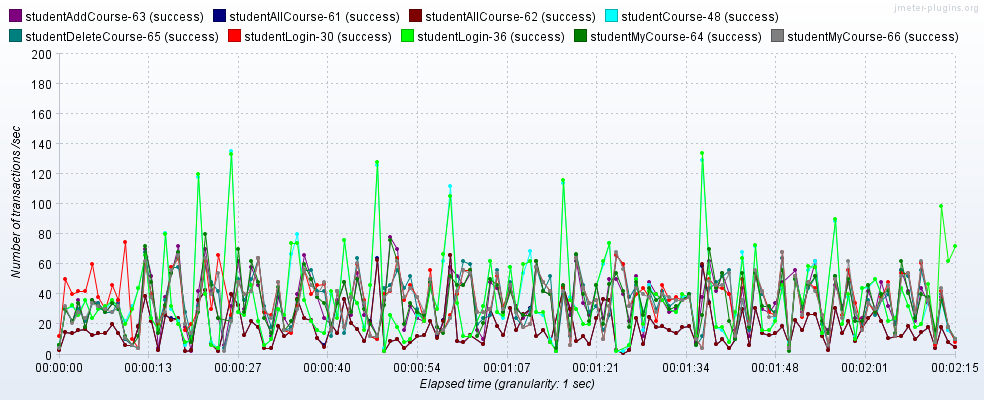 jmeter-plugins.org
studentAddCourse-63 (success) studentAllCourse-61 (success) studentAllCourse-62 (success) studentCourse-48 (success)
studentDeleteCourse-65 (success) studentLogin-30 (success) studentLogin-36 (success) studentMyCourse-64 (success) studentMyCourse-66 (success)
200
180
160
140
120
100
80
60
40
20
0
Number of transactions /sec
00:00:00 00:00:13 00:00:27 00:00:40 00:00:54 00:01:07 00:01:21 00:01:34 00:01:48 00:02:01 00:02:15
Elapsed time (granularity: 1 sec)